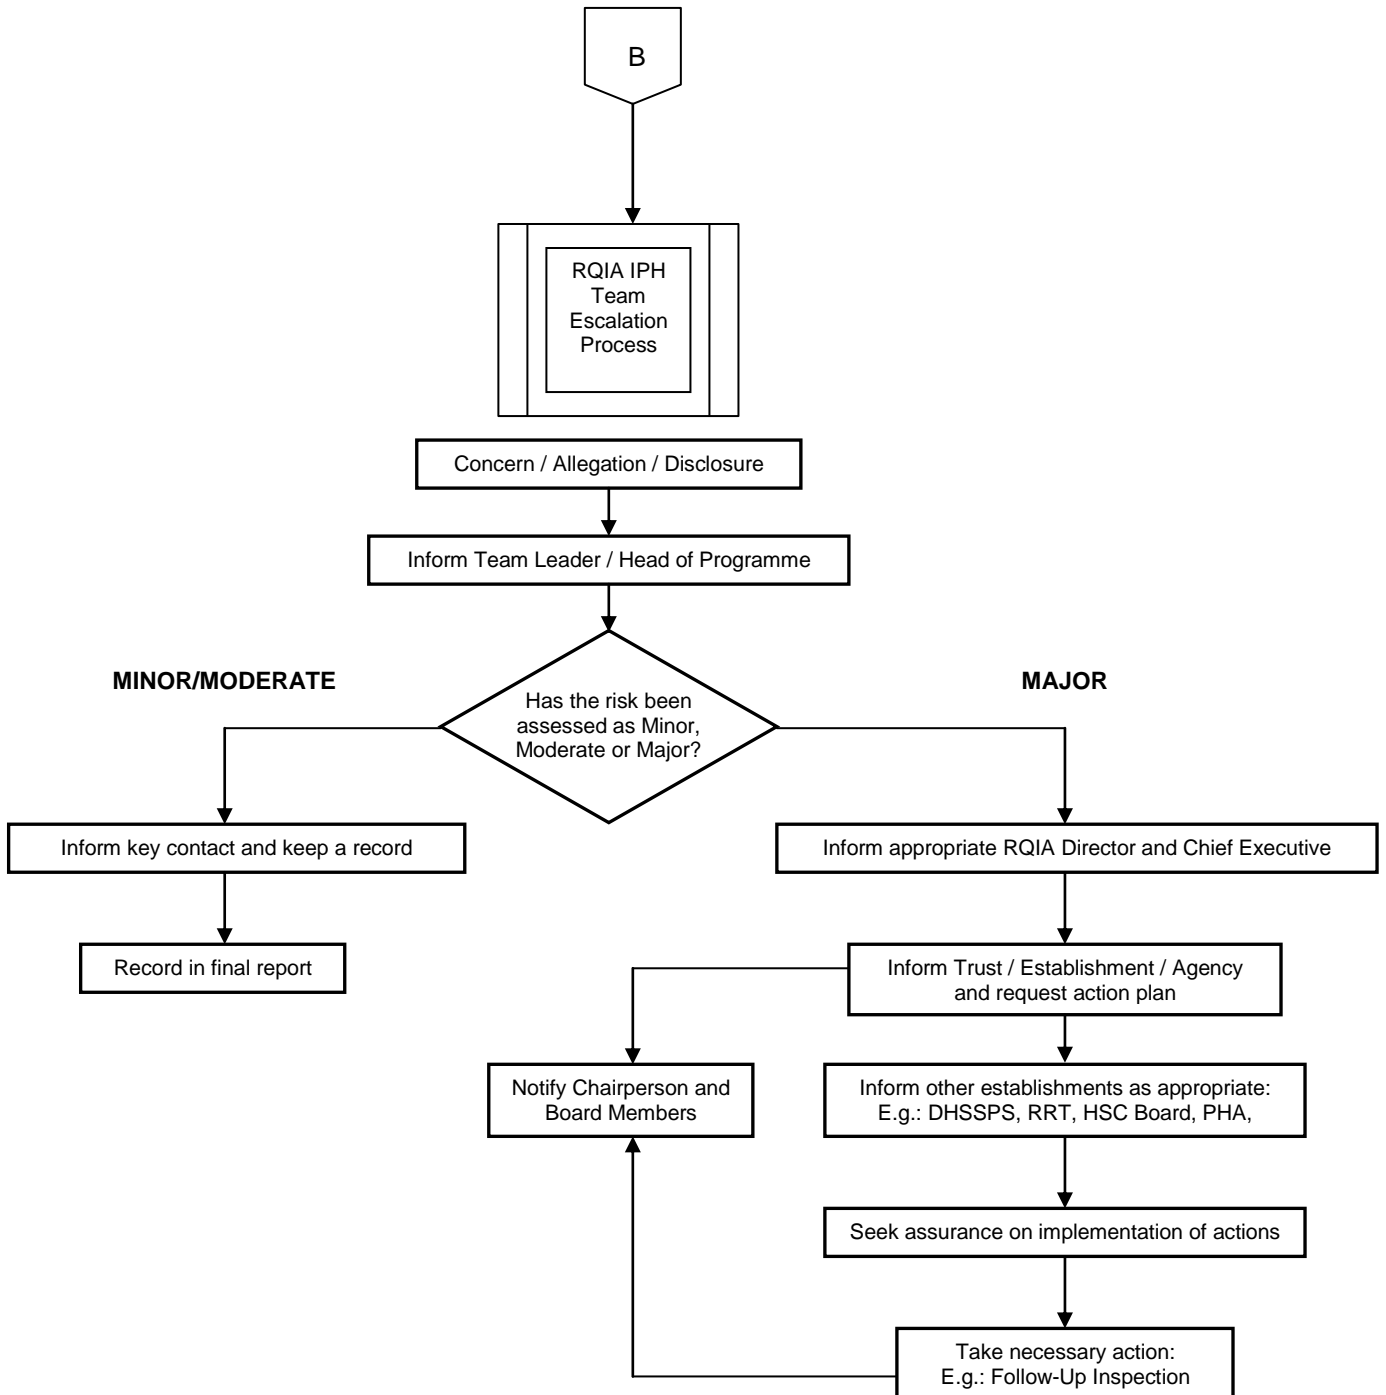 B
RQIA IPH
Team
Escalation
Process
Concern / Allegation / Disclosure
Inform Team Leader / Head of Programme
MINOR/MODERATE
MAJOR
Has the risk been
assessed as Minor,
Moderate or Major?
Inform key contact and keep a record
Inform appropriate RQIA Director and Chief Executive
Record in final report
Inform Trust / Establishment / Agency
and request action plan
Notify Chairperson and
Board Members
Inform other establishments as appropriate:
E.g.: DHSSPS, RRT, HSC Board, PHA,
Seek assurance on implementation of actions
Take necessary action:
E.g.: Follow-Up Inspection